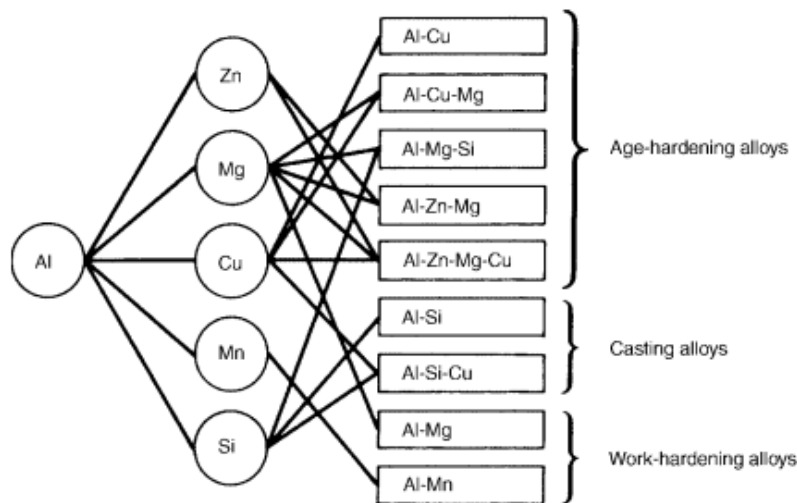 Al
Zn
Mg
Cu
Mn
Si
Al-Cu
Al-Cu-Mg
Al-Mg-Si
Al-Zn-Mg
Al-Zn-Mg-Cu
Al-Si
Al-Si-Cu
Al-Mg
Al-Mn
Age-hardening alloys
Casting alloys
Work-hardening alloys